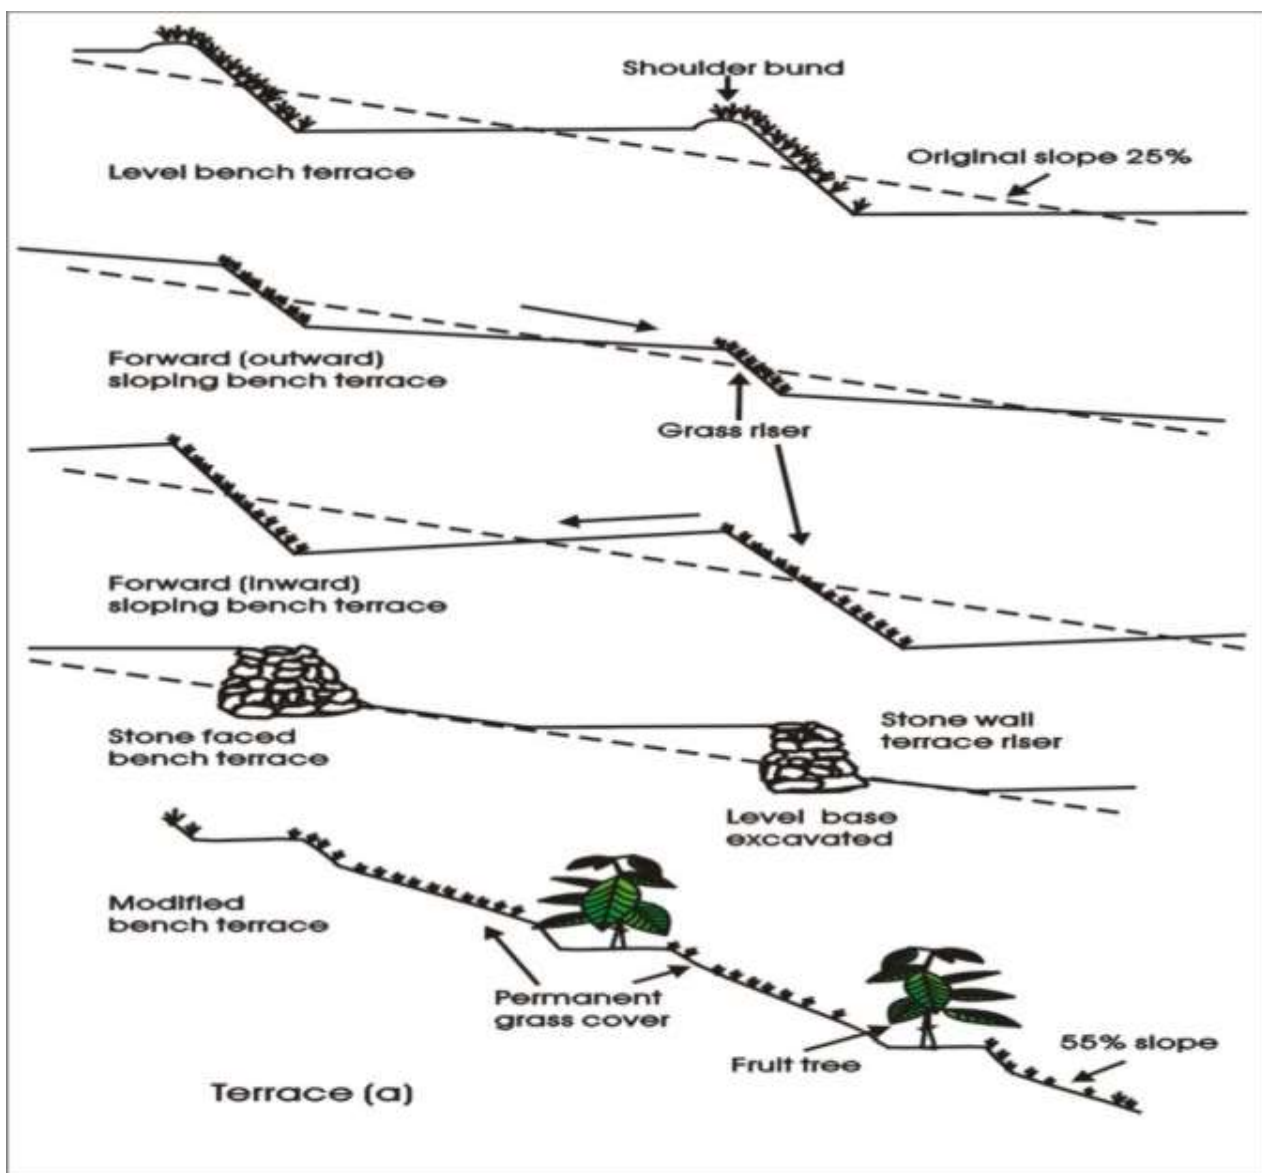 Shoulder bund
Original slope 25%
Level bench terrace
Forward (outward)
sloping bench terrace
Grass riser
Forward (inward)
sloping bench terrace
Stone faced
bench terrace
Stone wall
terrace riser
Level base
excavated
Modified
bench terrace
Permanent
grass cover
Fruit tree
55% slope
Terrace (a)